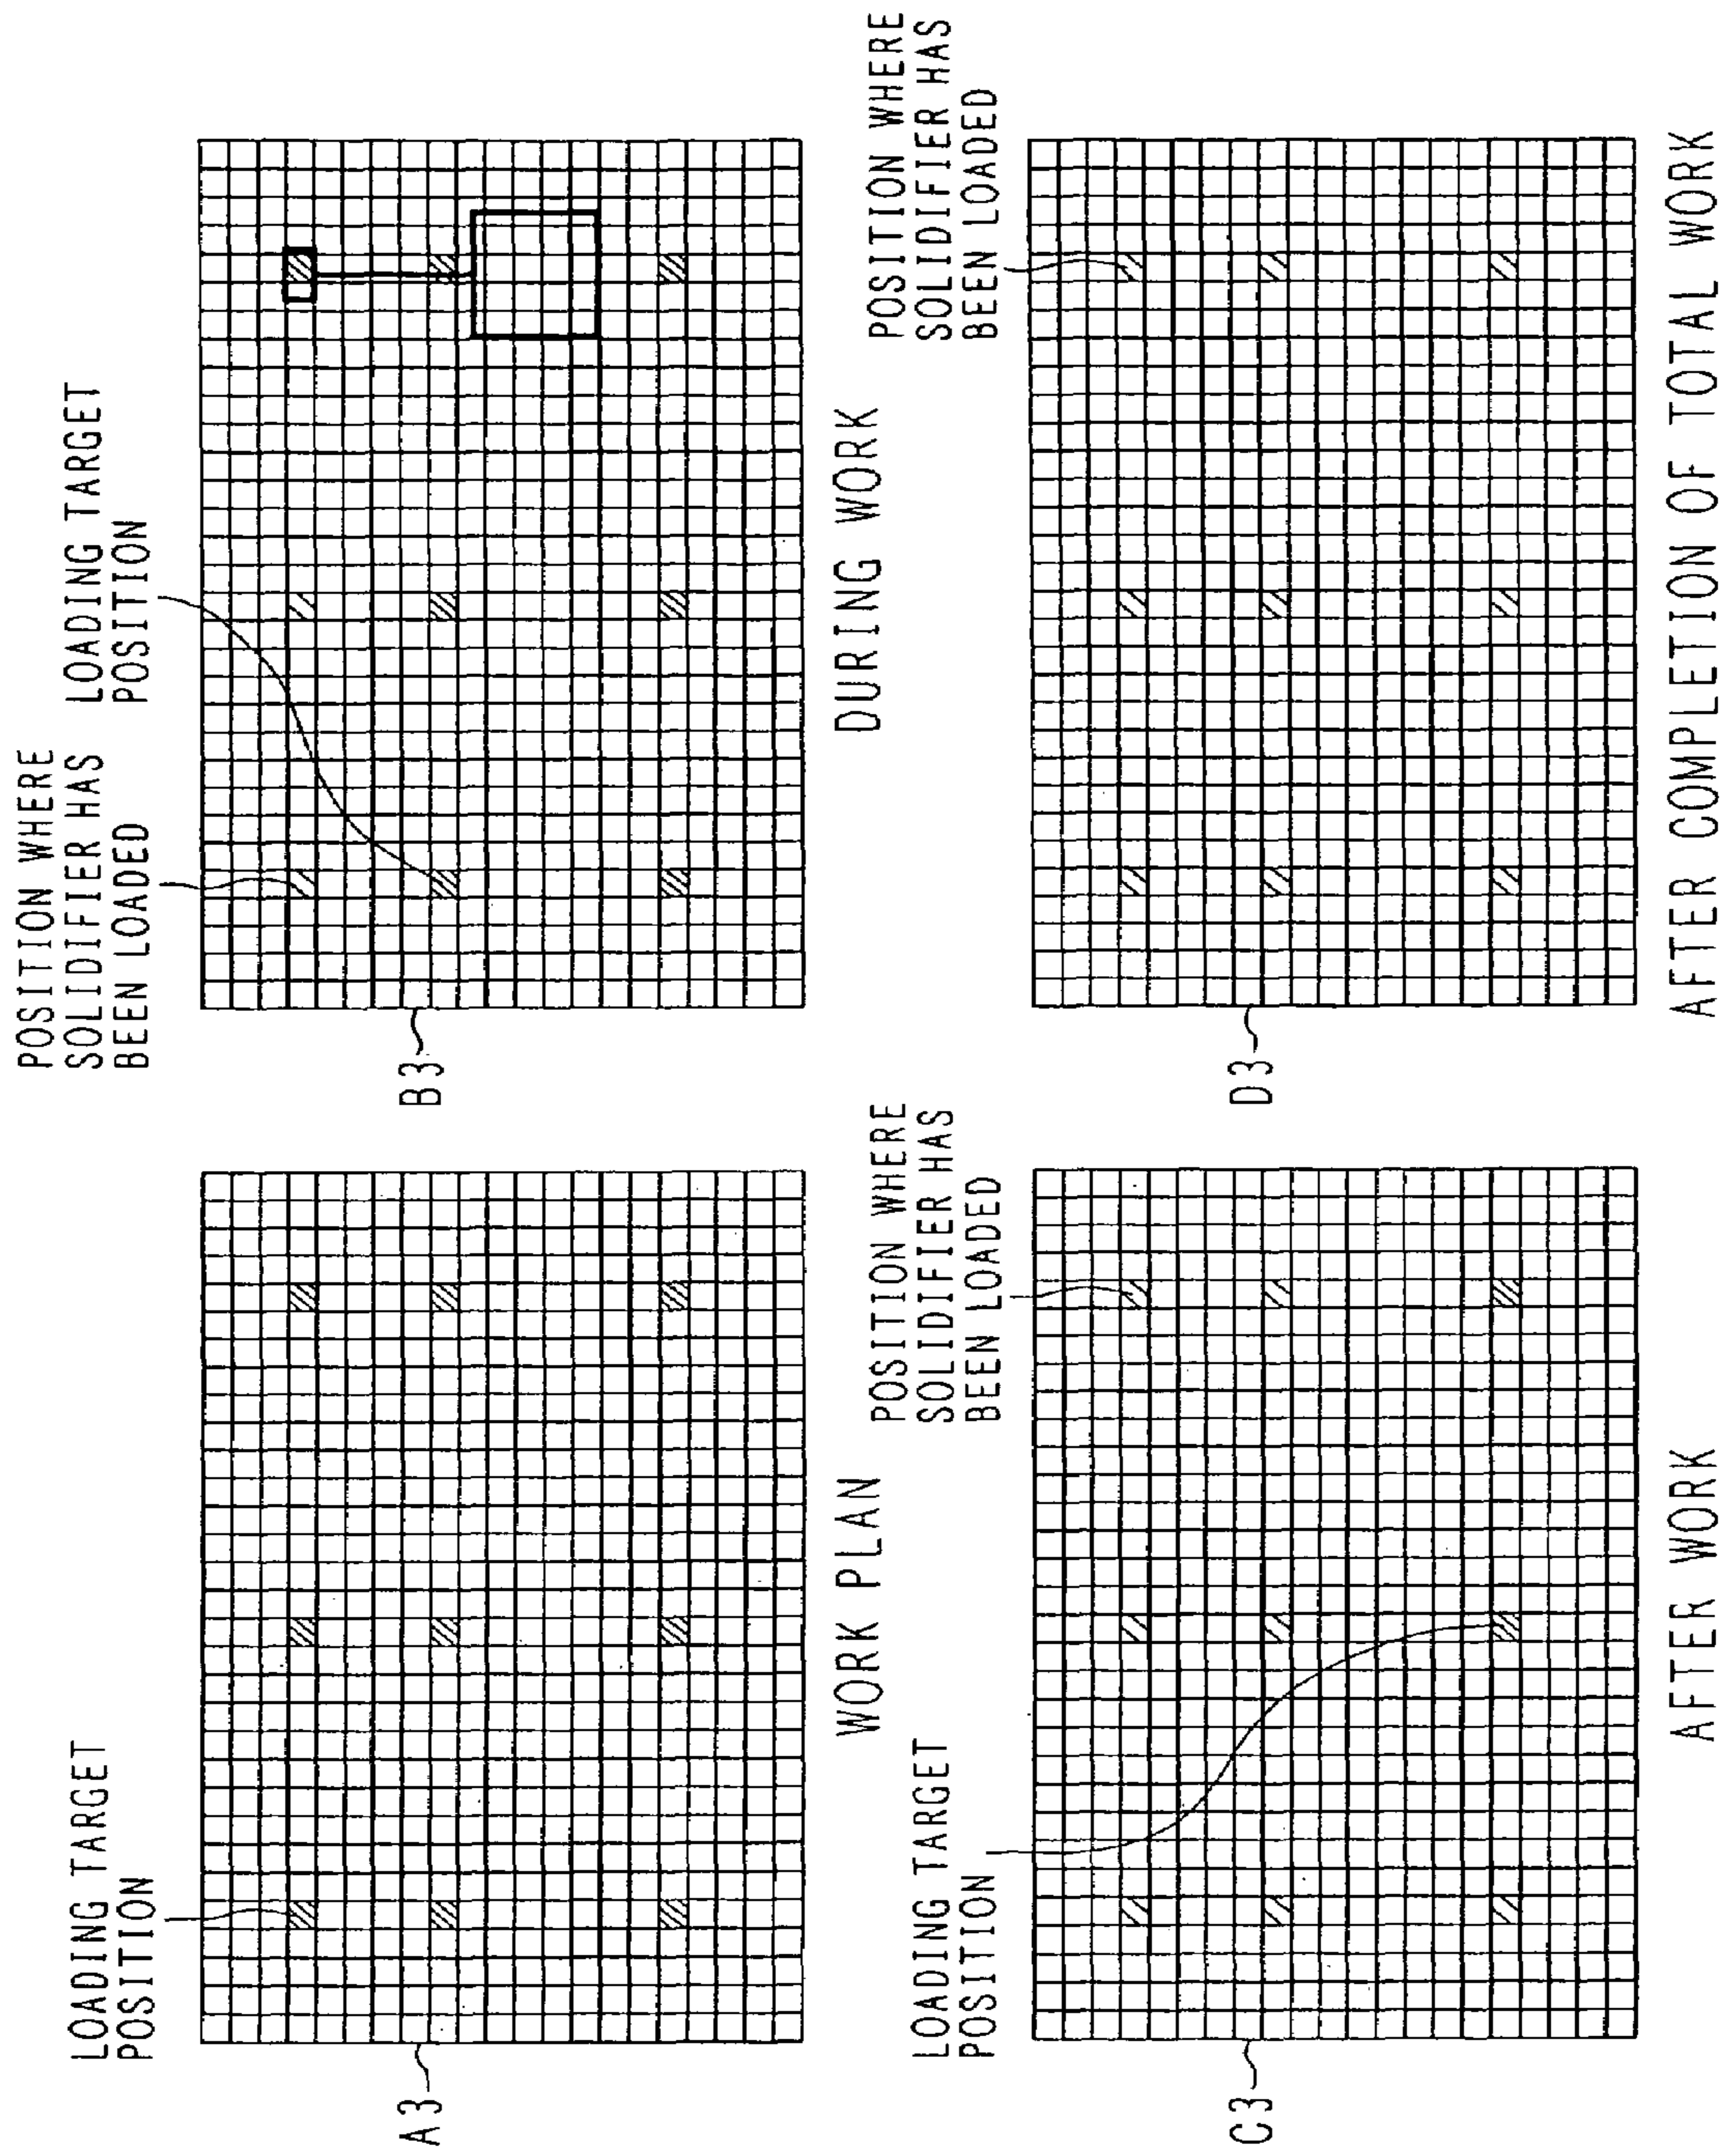 LOADING TARGET
POSITION
A3
WORK PLAN
POSITION WHERE
SOLIDIFIER HAS
BEEN LOADED
LOADING TARGET
POSITION
B3
DURING WORK
LOADING TARGET
POSITION
POSITION WHERE
SOLIDIFIER HAS
BEEN LOADED
C3
AFTER WORK
POSITION WHERE
SOLIDIFIER HAS
BEEN LOADED
D3
AFTER COMPLETION OF TOTAL WORK